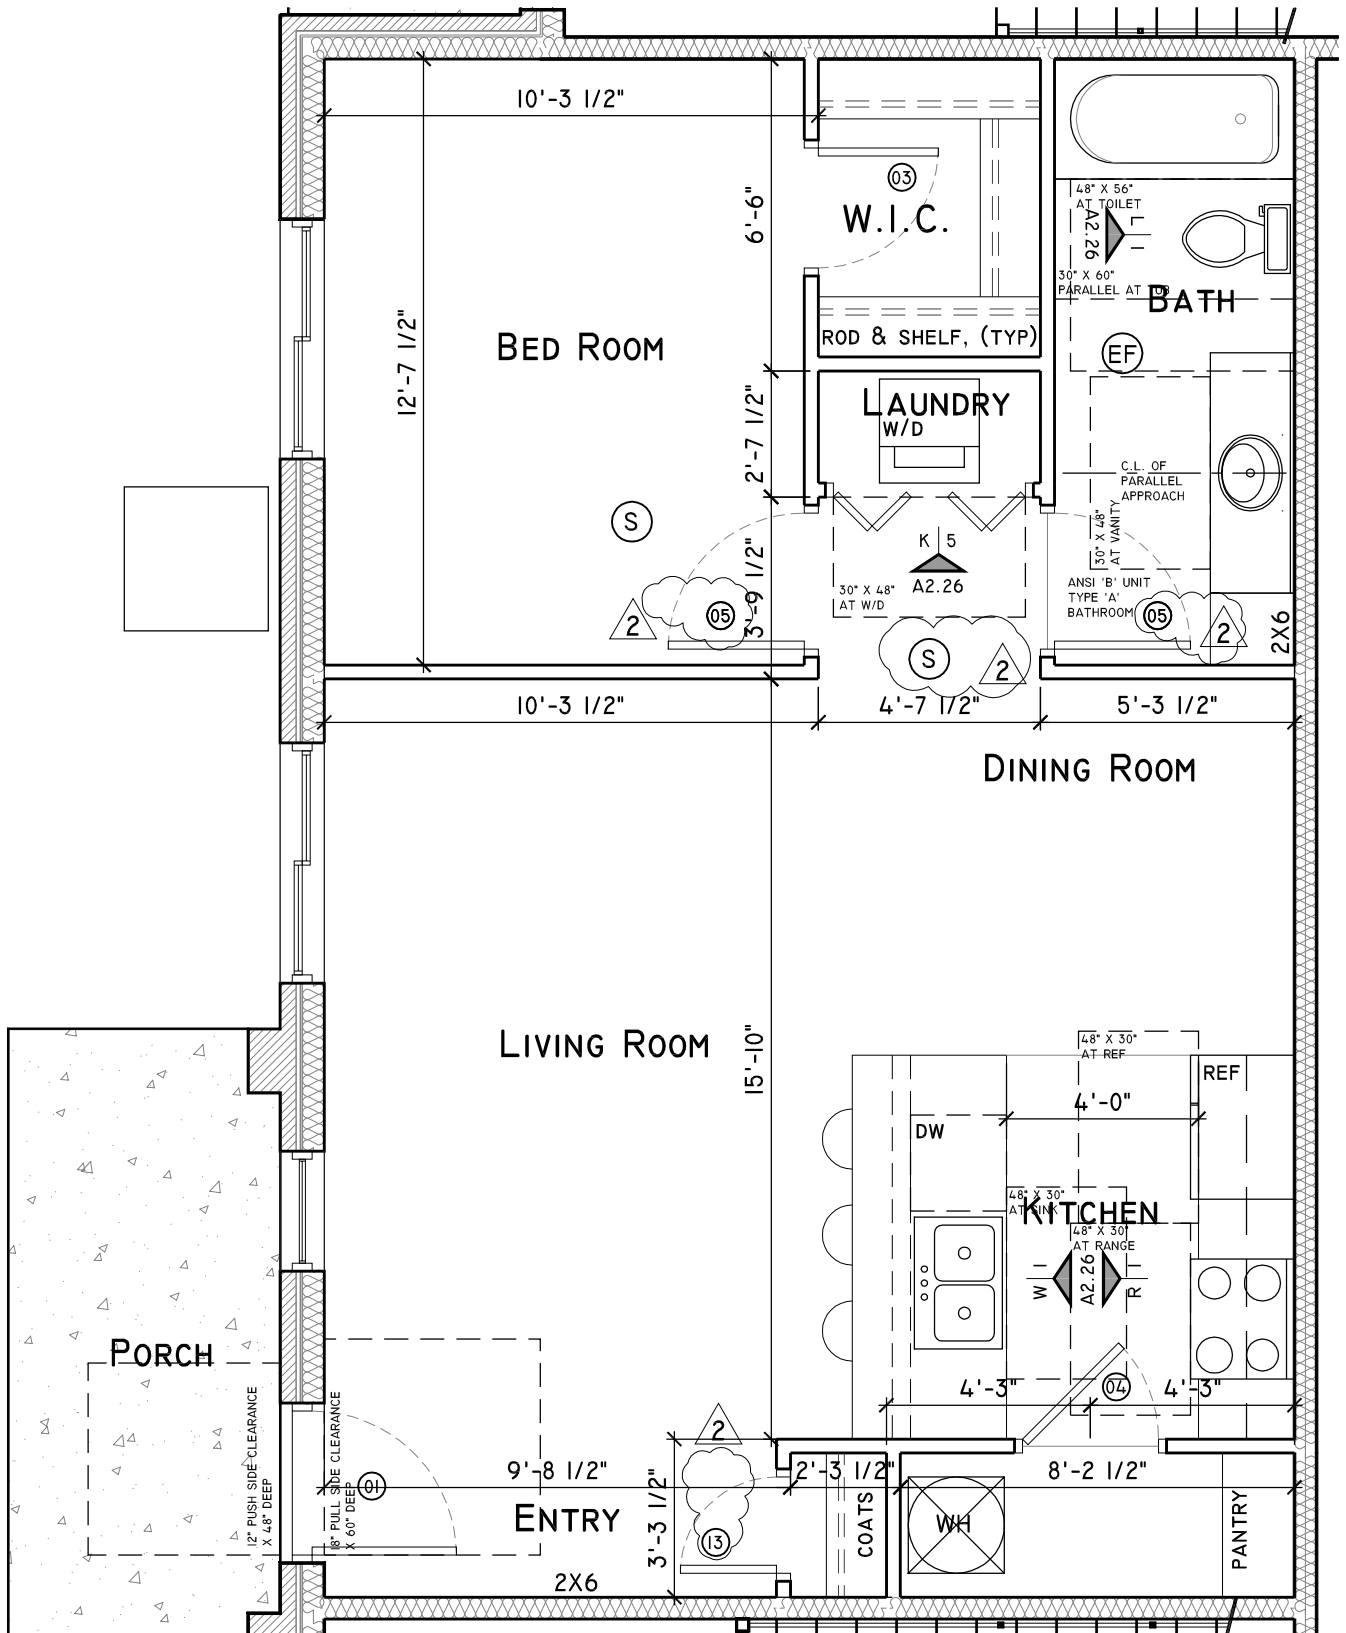 10'-3 1/2"
03
W.I.C.
6'-6"
48" X 56"
AT TOILET
A2.26
L 1
30" X 60"
PARALLEL AT TUB
BATH
EF
BED ROOM
12'-7 1/2"
ROD & SHELF, (TYP)
LAUNDRY
W/D
2'-7 1/2"
C.L. OF
PARALLEL
APPROACH
30" X 48"
AT VANITY
S
K 5
A2.26
3'-9 1/2"
30" X 48"
AT W/D
ANSI 'B' UNIT
TYPE 'A'
BATHROOM
05
2
05
2
2X6
S
2
10'-3 1/2"
4'-7 1/2"
5'-3 1/2"
DINING ROOM
LIVING ROOM
15'-10"
48" X 30"
AT REF
REF
4'-0"
DW
48" X 30"
AT SINK
KITCHEN
48" X 30"
AT RANGE
W 1
A2.26
R 1
PORCH
4'-3"
04
4'-3"
12" PUSH SIDE CLEARANCE
X 48" DEEP
18" PULL SIDE CLEARANCE
X 60" DEEP
2
01
9'-8 1/2"
2'-3 1/2"
8'-2 1/2"
ENTRY
3'-3 1/2"
13
COATS
WH
PANTRY
2X6